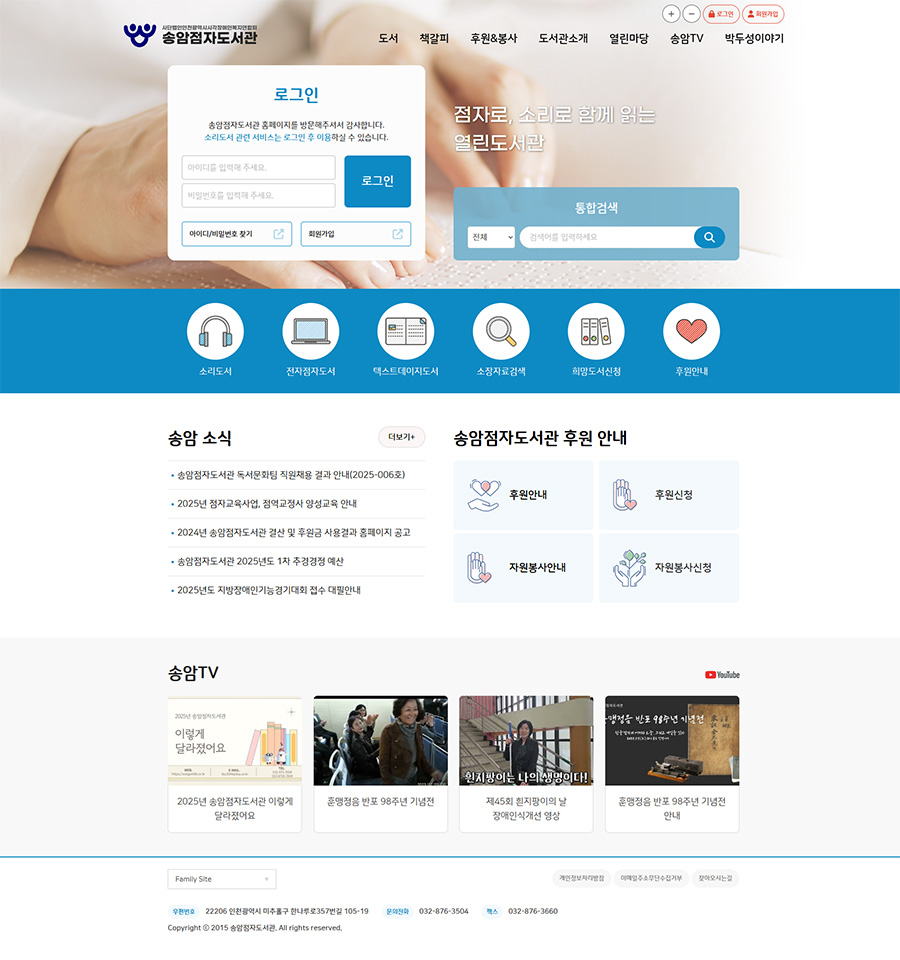 로그인
회원가입
사단법인인천광역시시각장애인복지연합회
송암점자도서관
도서 책갈피 후원&봉사 도서관소개 열린마당 송암TV 박두성이야기
로그인
송암점자도서관 홈페이지를 방문해주셔서 감사합니다.
소리도서 관련 서비스는 로그인 후 이용하실 수 있습니다.
아이디를 입력해 주세요.
비밀번호를 입력해 주세요.
로그인
아이디/비밀번호 찾기
회원가입
점자로, 소리로 함께 읽는
열린도서관
통합검색
전체
검색어를 입력하세요
소리도서
전자점자도서
텍스트데이지도서
소장자료검색
희망도서신청
후원안내
송암 소식
더보기+
송암점자도서관 독서문화팀 직원채용 결과 안내(2025-006호)
2025년 점자교육사업, 점역교정사 양성교육 안내
2024년 송암점자도서관 결산 및 후원금 사용결과 홈페이지 공고
송암점자도서관 2025년도 1차 추경경정 예산
2025년도 지방장애인기능경기대회 접수 대필안내
송암점자도서관 후원 안내
후원안내
후원신청
자원봉사안내
자원봉사신청
송암TV
YouTube
2025년 송암점자도서관
이렇게
달라졌어요
2025년 송암점자도서관 이렇게
달라졌어요
훈맹정음 반포 98주년 기념전
흰지팡이는 나의 생명이다!
제45회 흰지팡이의 날
장애인식개선 영상
훈맹정음 반포 98주년 기념전
훈맹정음 반포 98주년 기념전
안내
Family Site
개인정보처리방침
이메일주소무단수집거부
찾아오시는길
우편번호 22206 인천광역시 미추홀구 한나루로357번길 105-19 문의전화 032-876-3504 팩스 032-876-3660
Copyright ⓒ 2015 송암점자도서관. All rights reserved.